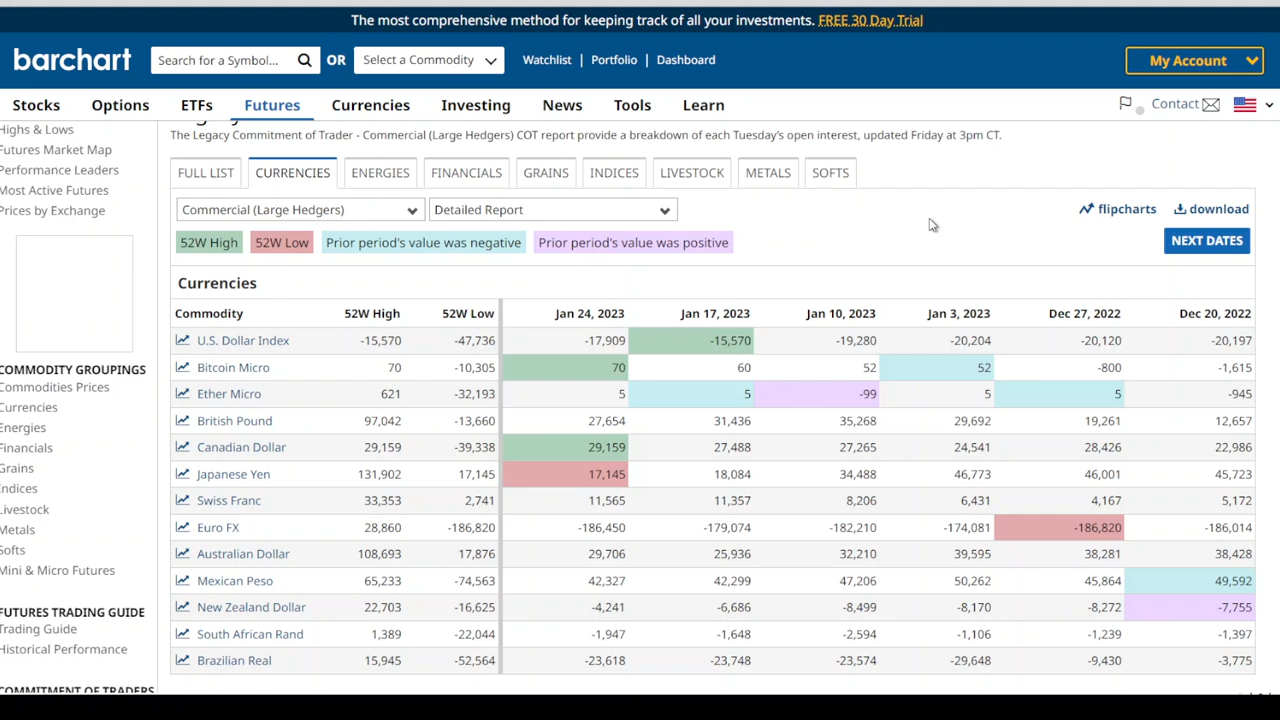 The most comprehensive method for keeping track of all your investments. FREE 30 Day Trial
barchart Search for a Symbol... OR Select a Commodity Watchlist | Portfolio | Dashboard My Account
Stocks Options ETFs Futures Currencies Investing News Tools Learn Contact
Highs & Lows
Futures Market Map
Performance Leaders
Most Active Futures
Prices by Exchange
COMMODITY GROUPINGS
Commodities Prices
Currencies
Energies
Financials
Grains
Indices
Livestock
Metals
Softs
Mini & Micro Futures
FUTURES TRADING GUIDE
Trading Guide
Historical Performance
COMMITMENT OF TRADERS
The Legacy Commitment of Trader - Commercial (Large Hedgers) COT report provide a breakdown of each Tuesday's open interest, updated Friday at 3pm CT.
FULL LIST CURRENCIES ENERGIES FINANCIALS GRAINS INDICES LIVESTOCK METALS SOFTS
Commercial (Large Hedgers) Detailed Report flipcharts download
52W High 52W Low Prior period's value was negative Prior period's value was positive NEXT DATES
Currencies
Commodity 52W High 52W Low Jan 24, 2023 Jan 17, 2023 Jan 10, 2023 Jan 3, 2023 Dec 27, 2022 Dec 20, 2022
U.S. Dollar Index -15,570 -47,736 -17,909 -15,570 -19,280 -20,204 -20,120 -20,197
Bitcoin Micro 70 -10,305 70 60 52 52 -800 -1,615
Ether Micro 621 -32,193 5 5 -99 5 5 -945
British Pound 97,042 -13,660 27,654 31,436 35,268 29,692 19,261 12,657
Canadian Dollar 29,159 -39,338 29,159 27,488 27,265 24,541 28,426 22,986
Japanese Yen 131,902 17,145 17,145 18,084 34,488 46,773 46,001 45,723
Swiss Franc 33,353 2,741 11,565 11,357 8,206 6,431 4,167 5,172
Euro FX 28,860 -186,820 -186,450 -179,074 -182,210 -174,081 -186,820 -186,014
Australian Dollar 108,693 17,876 29,706 25,936 32,210 39,595 38,281 38,428
Mexican Peso 65,233 -74,563 42,327 42,299 47,206 50,262 45,864 49,592
New Zealand Dollar 22,703 -16,625 -4,241 -6,686 -8,499 -8,170 -8,272 -7,755
South African Rand 1,389 -22,044 -1,947 -1,648 -2,594 -1,106 -1,239 -1,397
Brazilian Real 15,945 -52,564 -23,618 -23,748 -23,574 -29,648 -9,430 -3,775